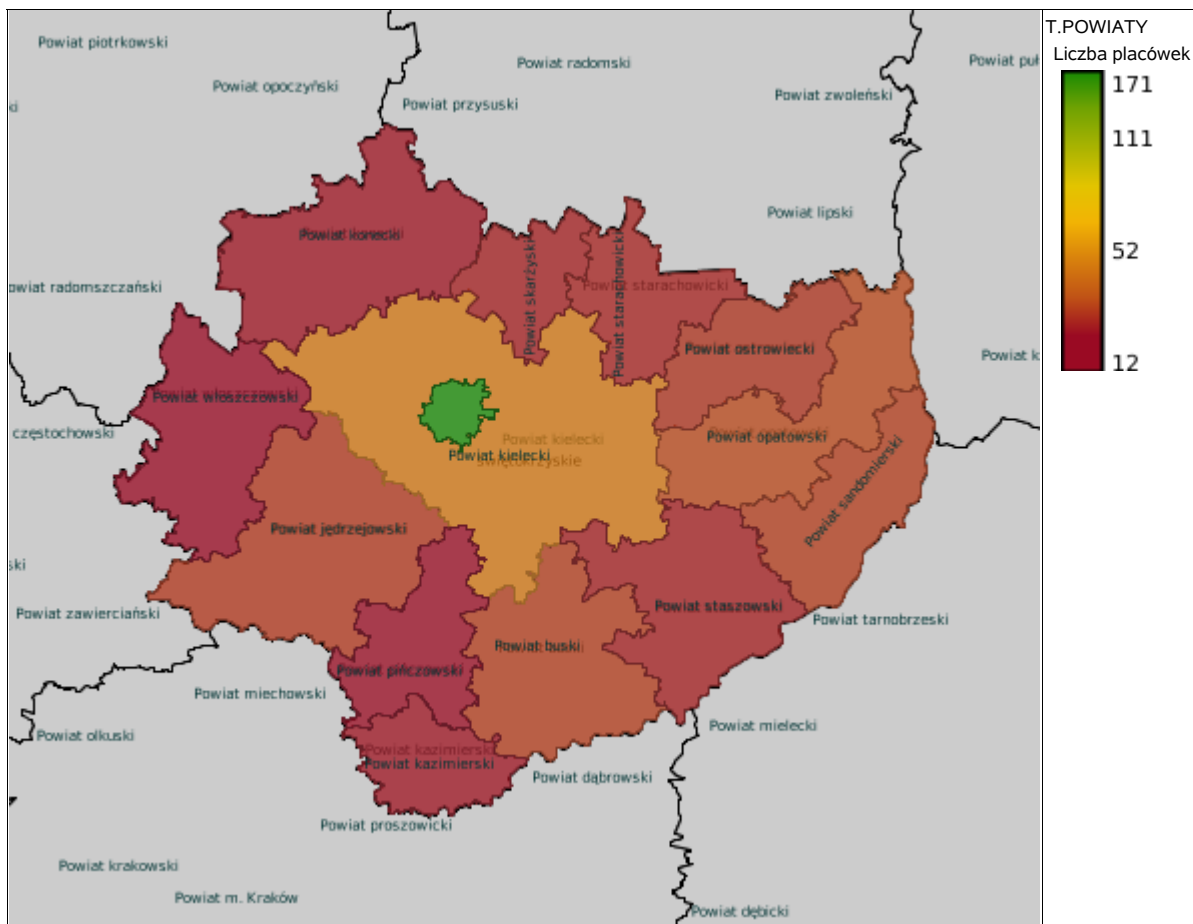 T.POWIATY
Liczba placówek
171
111
52
12
Powiat piotrkowski
Powiat radomski
Powiat opoczyński
Powiat przysuski
Powiat zwoleński
Powiat lipski
Powiat konecki
Powiat skarżyski
Powiat starachowicki
Powiat starachowicki
owiat radomszczański
Powiat ostrowiecki
Powiat k
Powiat włoszczowski
częstochowski
Powiat kielecki
Powiat kielecki
świętokrzyskie
Powiat opatowski
Powiat sandomierski
Powiat jędrzejowski
ski
Powiat zawierciański
Powiat staszowski
Powiat tarnobrzeski
Powiat buski
Powiat pińczowski
Powiat miechowski
Powiat olkuski
Powiat mielecki
Powiat kazimierski
Powiat kazimierski
Powiat dąbrowski
Powiat proszowicki
Powiat krakowski
Powiat m. Kraków
Powiat dębicki